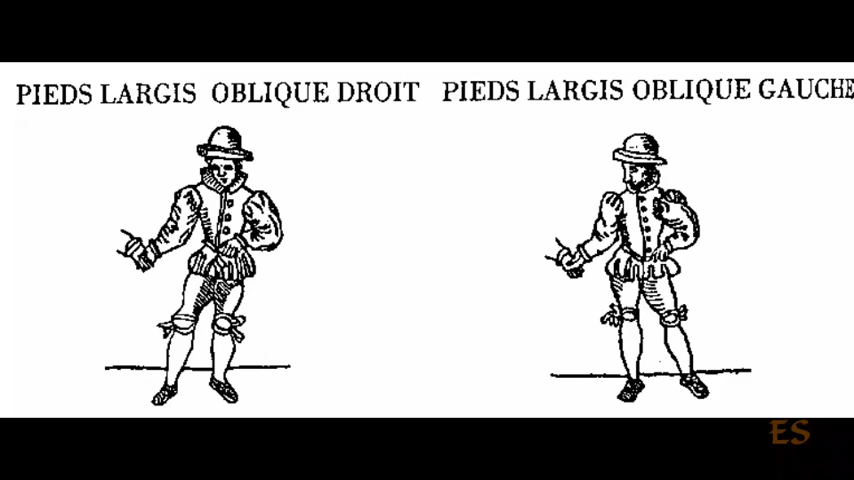 PIEDS LARGIS OBLIQUE DROIT
PIEDS LARGIS OBLIQUE GAUCHE
ES